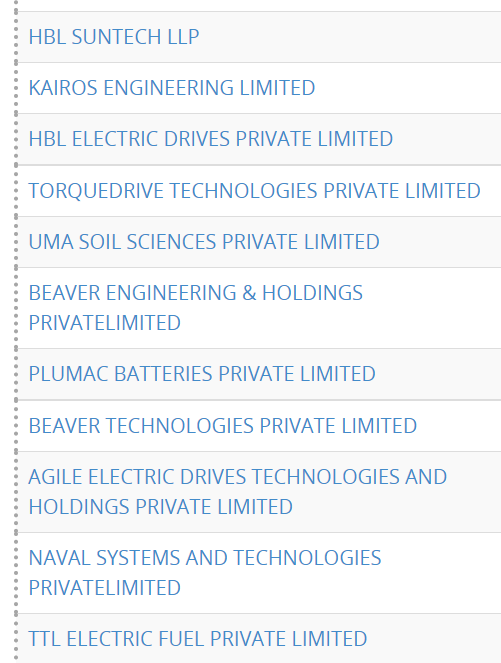 HBL SUNTECH LLP
KAIROS ENGINEERING LIMITED
HBL ELECTRIC DRIVES PRIVATE LIMITED
TORQUEDRIVE TECHNOLOGIES PRIVATE LIMITED
UMA SOIL SCIENCES PRIVATE LIMITED
BEAVER ENGINEERING & HOLDINGS
PRIVATELIMITED
PLUMAC BATTERIES PRIVATE LIMITED
BEAVER TECHNOLOGIES PRIVATE LIMITED
AGILE ELECTRIC DRIVES TECHNOLOGIES AND
HOLDINGS PRIVATE LIMITED
NAVAL SYSTEMS AND TECHNOLOGIES
PRIVATELIMITED
TTL ELECTRIC FUEL PRIVATE LIMITED